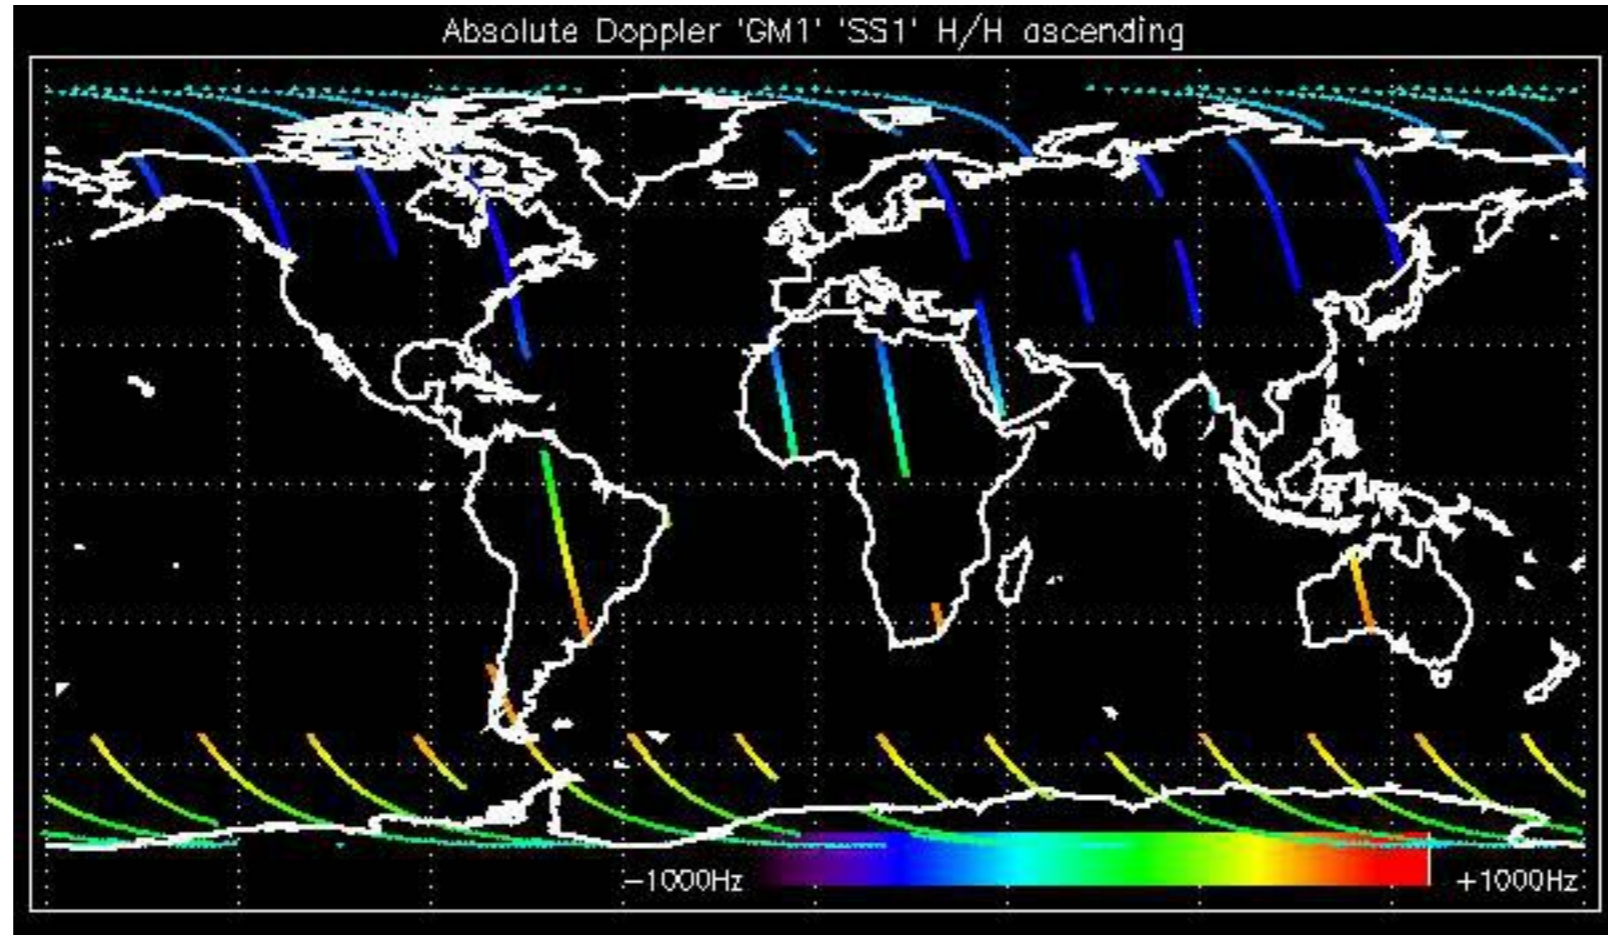 Absolute Doppler 'GM1' 'SS1' H/H ascending
−1000Hz +1000Hz